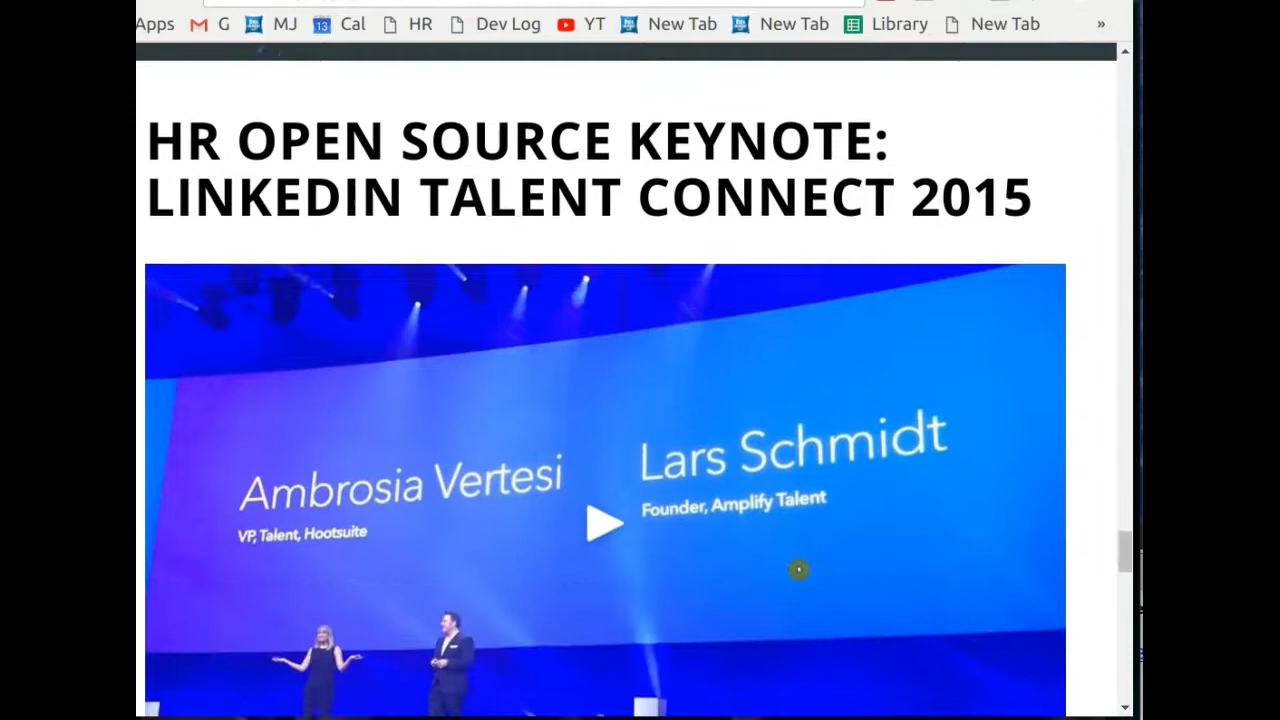 Apps G MJ 13 Cal HR Dev Log YT New Tab New Tab Library New Tab »
HR OPEN SOURCE KEYNOTE:
LINKEDIN TALENT CONNECT 2015
Ambrosia Vertesi
VP, Talent, Hootsuite
Lars Schmidt
Founder, Amplify Talent